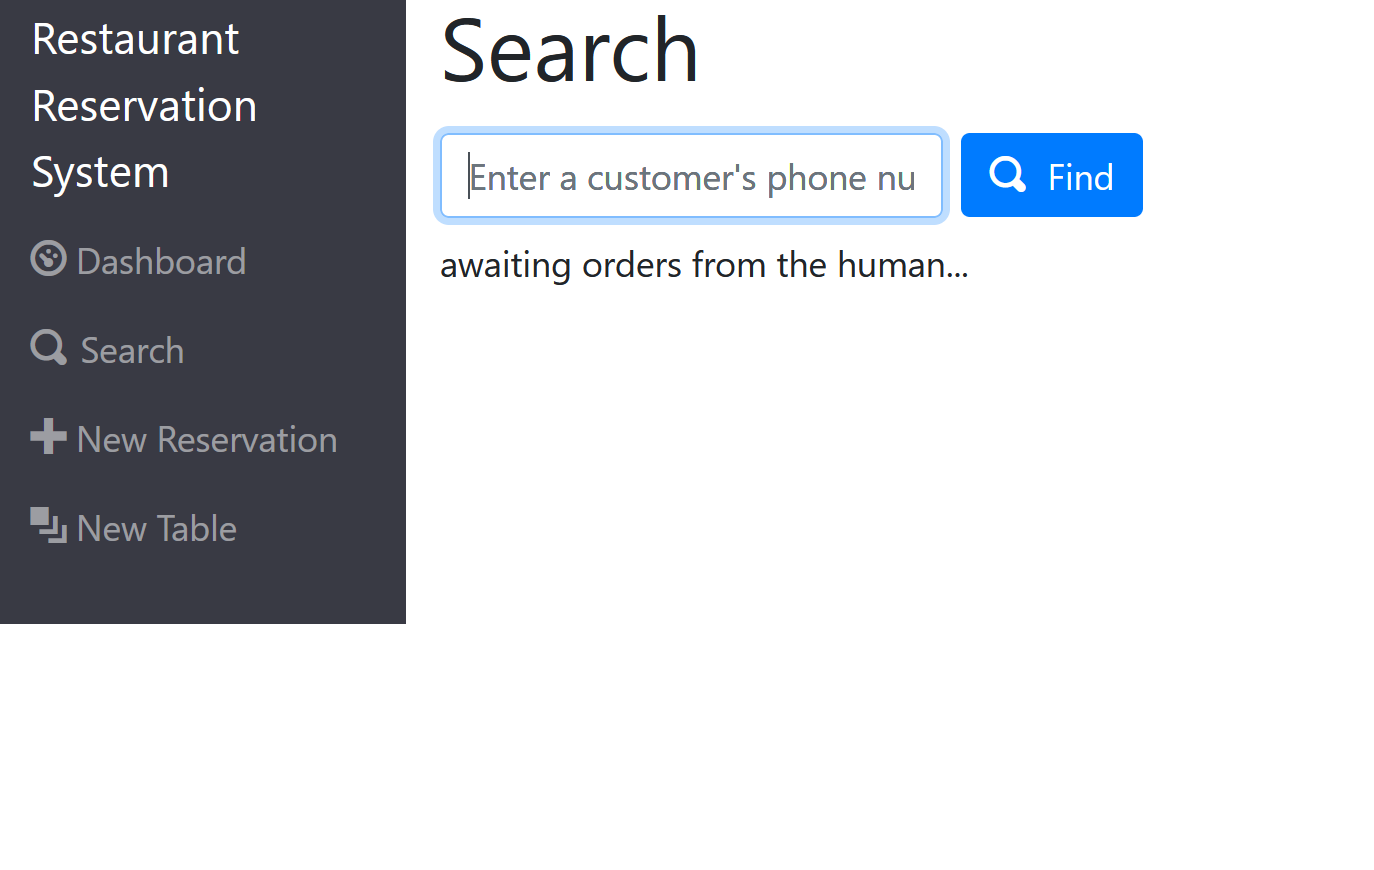 Restaurant
Reservation
System
Dashboard
Search
New Reservation
New Table
Search
Enter a customer's phone nu
Find
awaiting orders from the human...